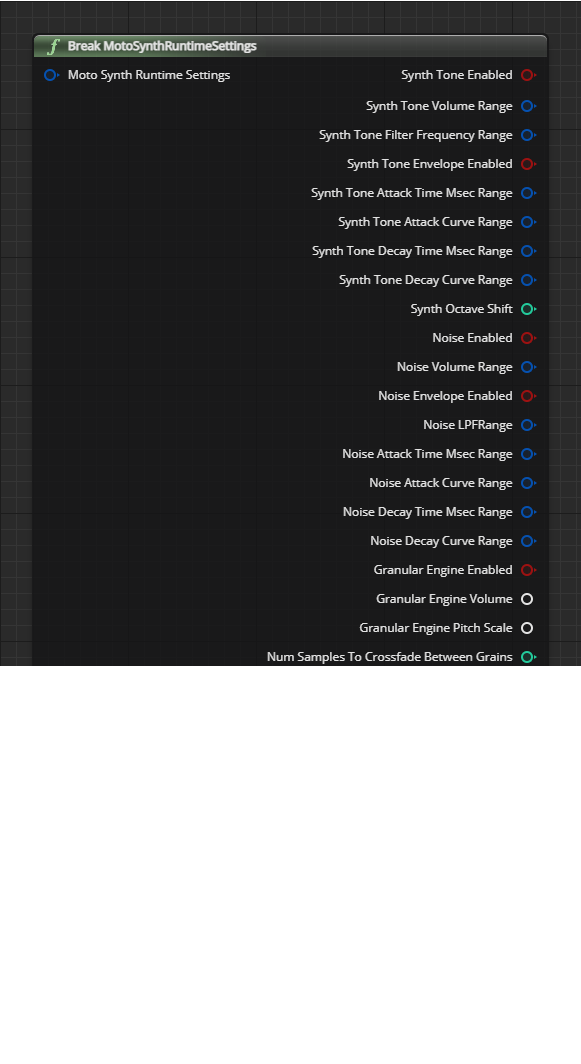 f Break MotoSynthRuntimeSettings
Moto Synth Runtime Settings
Synth Tone Enabled
Synth Tone Volume Range
Synth Tone Filter Frequency Range
Synth Tone Envelope Enabled
Synth Tone Attack Time Msec Range
Synth Tone Attack Curve Range
Synth Tone Decay Time Msec Range
Synth Tone Decay Curve Range
Synth Octave Shift
Noise Enabled
Noise Volume Range
Noise Envelope Enabled
Noise LPFRange
Noise Attack Time Msec Range
Noise Attack Curve Range
Noise Decay Time Msec Range
Noise Decay Curve Range
Granular Engine Enabled
Granular Engine Volume
Granular Engine Pitch Scale
Num Samples To Crossfade Between Grains